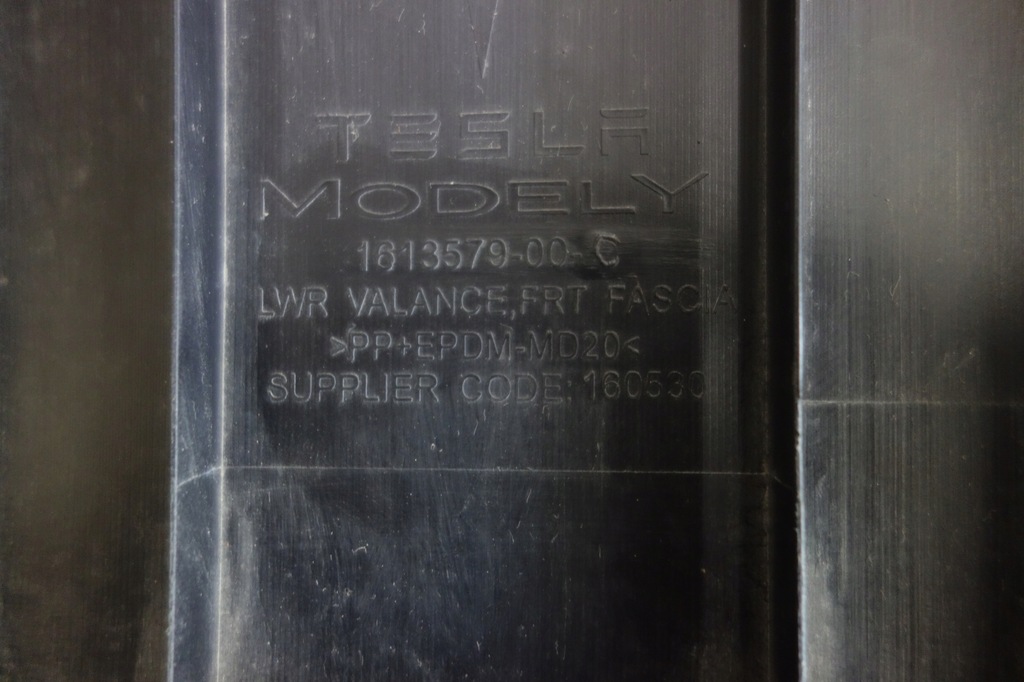 TESLA
MODEL Y
1613579-00-C
LWR VALANCE,FRT FASCIA
>PP+EPDM-MD20<
SUPPLIER CODE: 160530